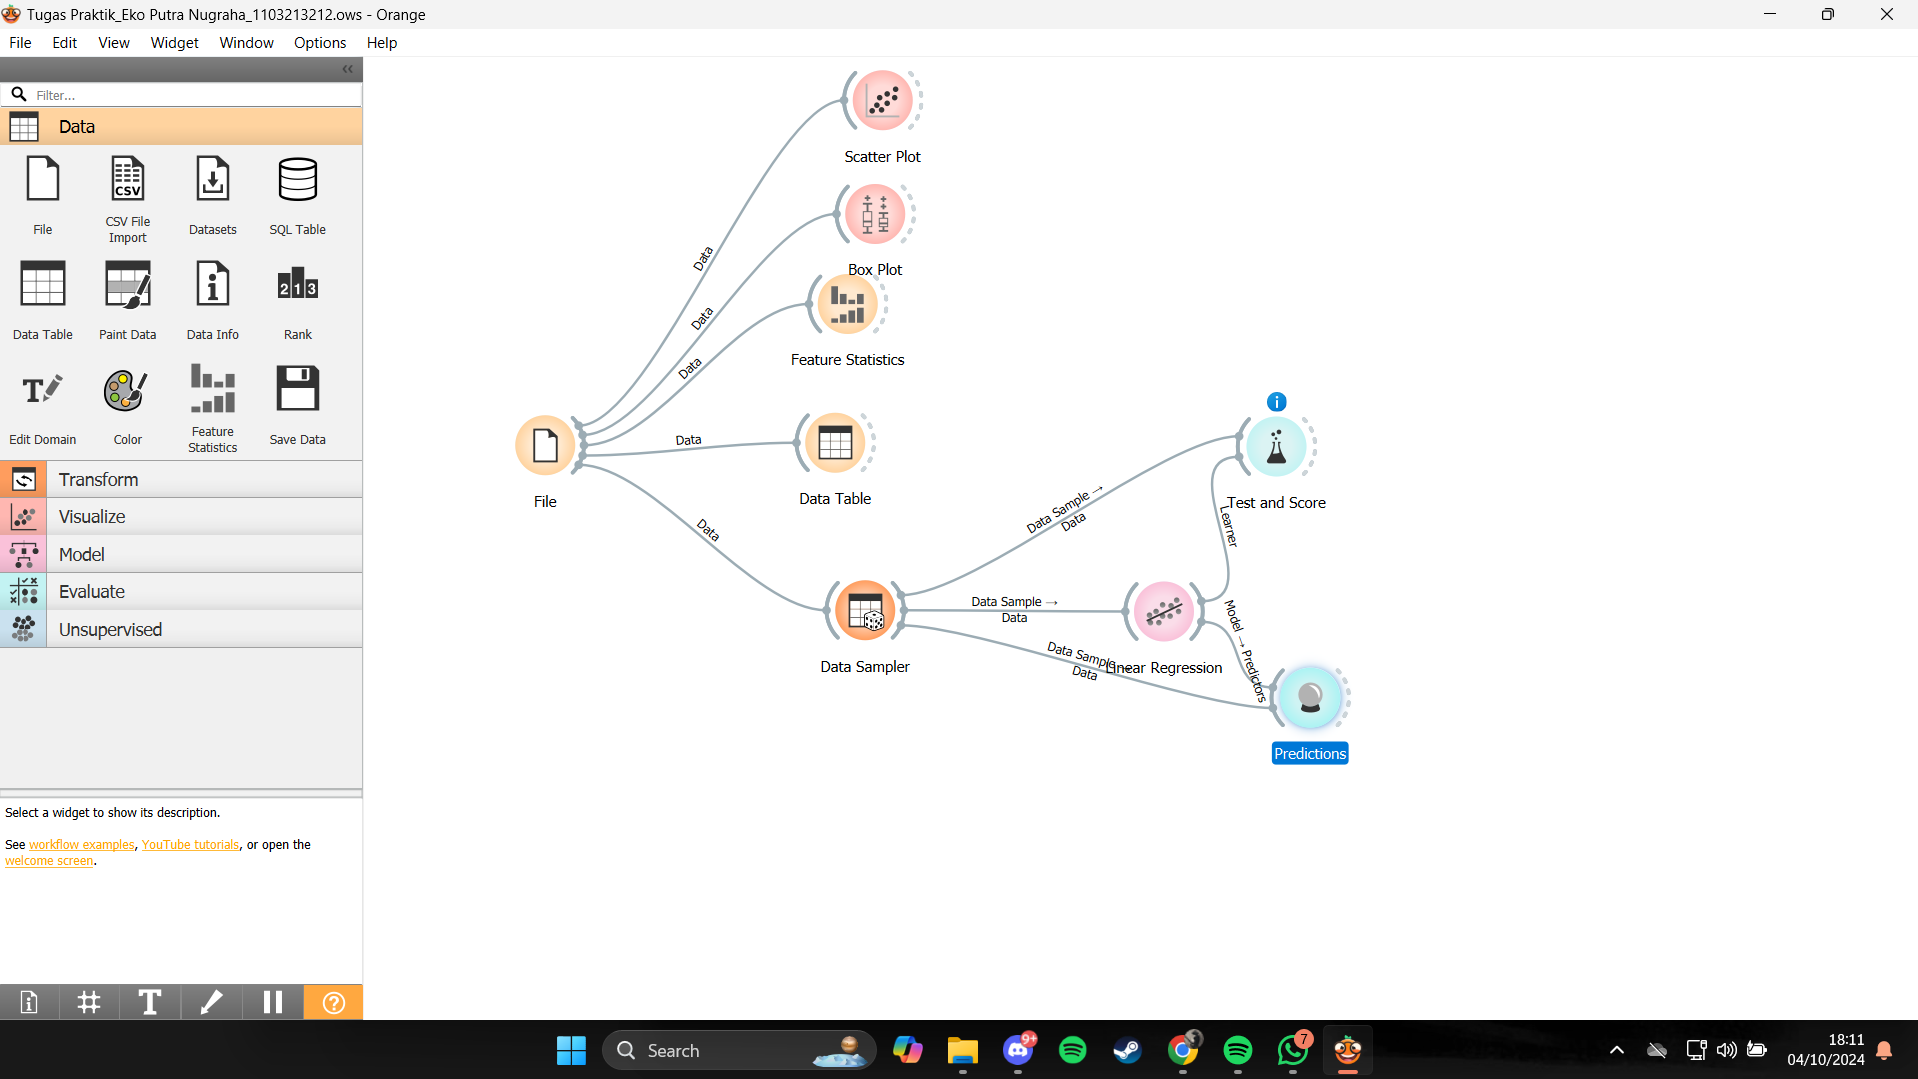 Tugas Praktik_Eko Putra Nugraha_1103213212.ows - Orange
File Edit View Widget Window Options Help
Filter...
Data
File
CSV File
Import
Datasets
SQL Table
Data Table
Paint Data
Data Info
Rank
Edit Domain
Color
Feature
Statistics
Save Data
Transform
Visualize
Model
Evaluate
Unsupervised
Select a widget to show its description.
See workflow examples, YouTube tutorials, or open the
welcome screen.
Scatter Plot
Data
Box Plot
Data
Feature Statistics
Data
File
Data
Data Table
Data
Data Sampler
Data Sample →
Data
Test and Score
Learner
Data Sample →
Data
Linear Regression
Model → Predictors
Data Sample →
Data
Predictions
Search
9+
7
18:11
04/10/2024